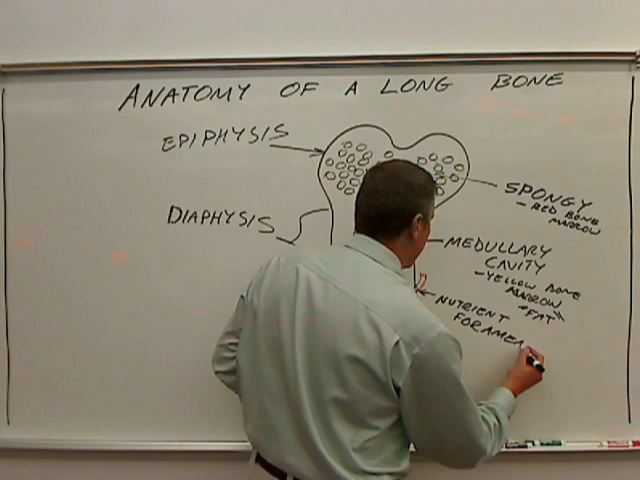 ANATOMY OF A LONG BONE
EPIPHYSIS
DIAPHYSIS
SPONGY
- RED BONE
MARROW
MEDULLARY
CAVITY
- YELLOW BONE
MARROW
"FAT"
NUTRIENT
FORAMEN